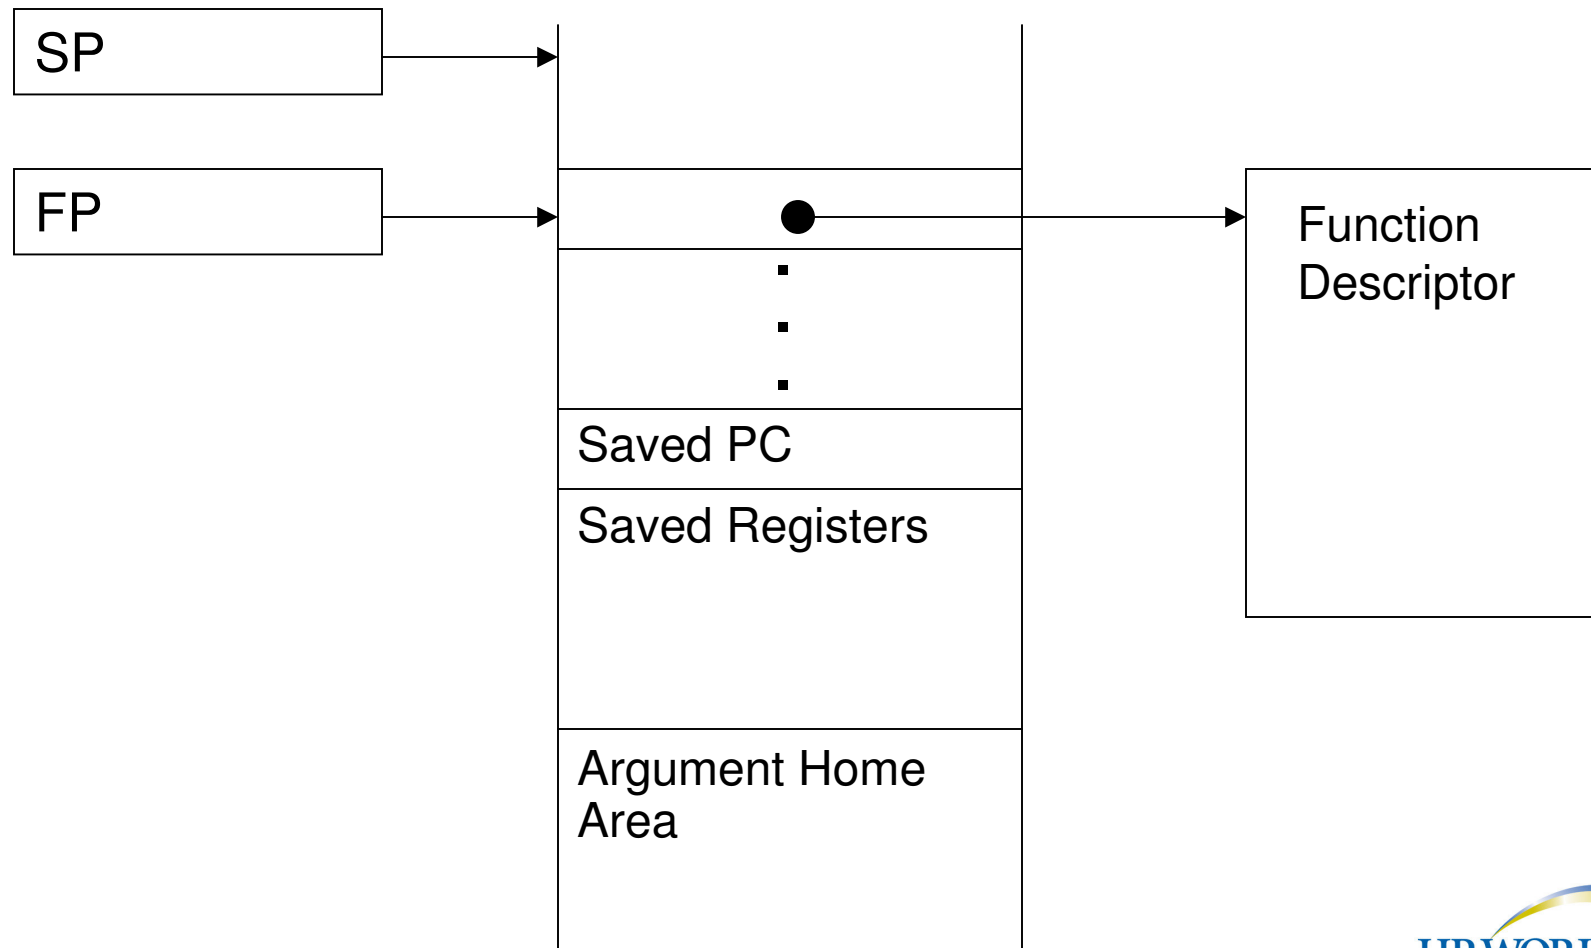 SP
FP
Function
Descriptor
Saved PC
Saved Registers
Argument Home
Area